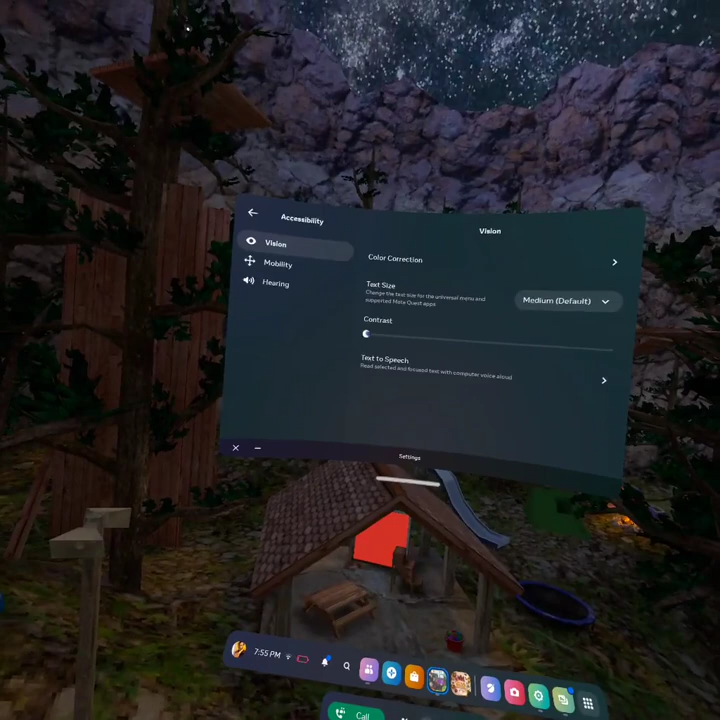 Accessibility
Vision
Mobility
Hearing
Vision
Color Correction
Text Size
Change the text size for the universal menu and
supported Meta Quest apps
Medium (Default)
Contrast
Text to Speech
Read selected and focused text with computer voice aloud
Settings
7:55 PM
Call